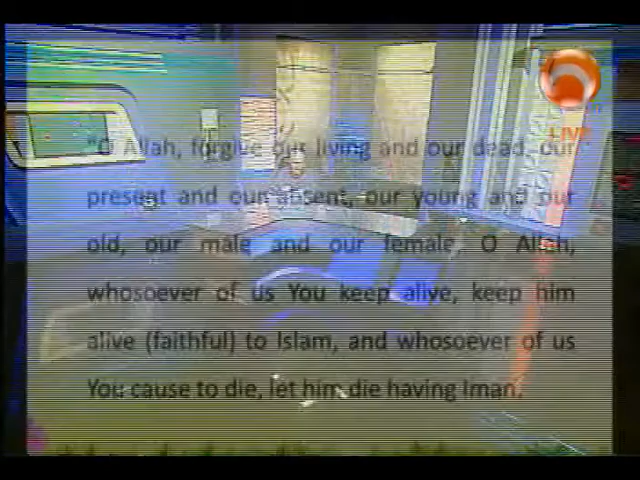 "O Allah, forgive our living and our dead, our
present and our absent, our young and our
old, our male and our female. O Allah,
whosoever of us You keep alive, keep him
alive (faithful) to Islam, and whosoever of us
You cause to die, let him die having Iman.
LIVE